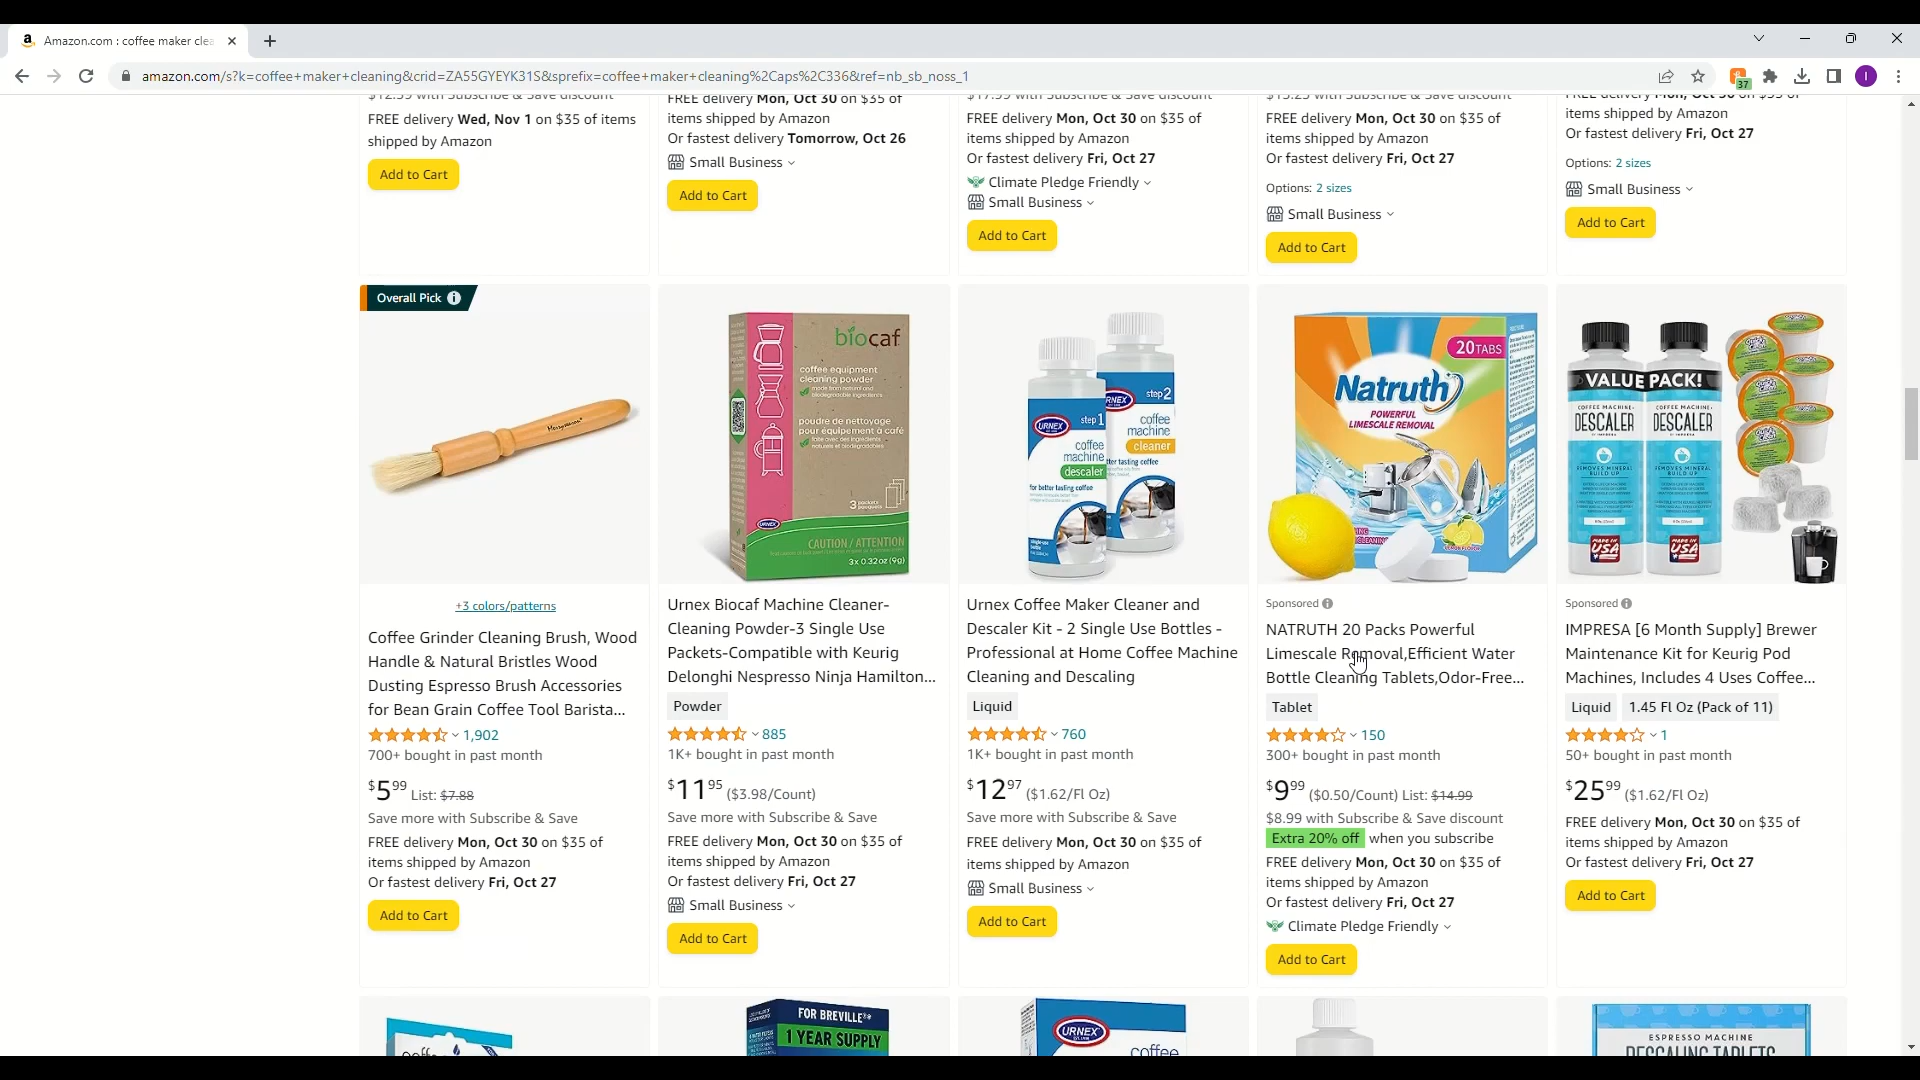 Amazon.com : coffee maker clea
amazon.com/s?k=coffee+maker+cleaning&crid=ZA55GYEYK31S&sprefix=coffee+maker+cleaning%2Caps%2C336&ref=nb_sb_noss_1
37
I
$12.59 with Subscribe & Save discount
FREE delivery Wed, Nov 1 on $35 of items
shipped by Amazon
Add to Cart
FREE delivery Mon, Oct 30 on $35 of
items shipped by Amazon
Or fastest delivery Tomorrow, Oct 26
Small Business
Add to Cart
$17.99 with Subscribe & Save discount
FREE delivery Mon, Oct 30 on $35 of
items shipped by Amazon
Or fastest delivery Fri, Oct 27
Climate Pledge Friendly
Small Business
Add to Cart
$15.25 with Subscribe & Save discount
FREE delivery Mon, Oct 30 on $35 of
items shipped by Amazon
Or fastest delivery Fri, Oct 27
Options: 2 sizes
Small Business
Add to Cart
FREE delivery Mon, Oct 30 on $35 of
items shipped by Amazon
Or fastest delivery Fri, Oct 27
Options: 2 sizes
Small Business
Add to Cart
Overall Pick
+3 colors/patterns
Coffee Grinder Cleaning Brush, Wood
Handle & Natural Bristles Wood
Dusting Espresso Brush Accessories
for Bean Grain Coffee Tool Barista...
1,902
700+ bought in past month
$5.99 List: $7.88
Save more with Subscribe & Save
FREE delivery Mon, Oct 30 on $35 of
items shipped by Amazon
Or fastest delivery Fri, Oct 27
Add to Cart
biocaf
coffee equipment
cleaning powder
made from natural and
biodegradable ingredients
poudre de nettoyage
pour équipement à café
faite avec des ingrédients
naturels et biodégradables
3 packets
paquets
URNEX
CAUTION / ATTENTION
3x 0.32oz (9g)
Urnex Biocaf Machine Cleaner-
Cleaning Powder-3 Single Use
Packets-Compatible with Keurig
Delonghi Nespresso Ninja Hamilton...
Powder
885
1K+ bought in past month
$11.95 ($3.98/Count)
Save more with Subscribe & Save
FREE delivery Mon, Oct 30 on $35 of
items shipped by Amazon
Or fastest delivery Fri, Oct 27
Small Business
Add to Cart
URNEX step 1
coffee
machine
descaler
for better tasting coffee
RNEX step 2
coffee
machine
cleaner
tter tasting coffee
Urnex Coffee Maker Cleaner and
Descaler Kit - 2 Single Use Bottles -
Professional at Home Coffee Machine
Cleaning and Descaling
Liquid
760
1K+ bought in past month
$12.97 ($1.62/Fl Oz)
Save more with Subscribe & Save
FREE delivery Mon, Oct 30 on $35 of
items shipped by Amazon
Small Business
Add to Cart
20TABS
Natruth
POWERFUL
LIMESCALE REMOVAL
LEMON FLAVOR
Sponsored
NATRUTH 20 Packs Powerful
Limescale Removal,Efficient Water
Bottle Cleaning Tablets,Odor-Free...
Tablet
150
300+ bought in past month
$9.99 ($0.50/Count) List: $14.99
$8.99 with Subscribe & Save discount
Extra 20% off when you subscribe
FREE delivery Mon, Oct 30 on $35 of
items shipped by Amazon
Or fastest delivery Fri, Oct 27
Climate Pledge Friendly
Add to Cart
VALUE PACK!
COFFEE MACHINE
DESCALER
REMOVES MINERAL
BUILD UP
MADE IN
USA
COFFEE MACHINE
DESCALER
REMOVES MINERAL
BUILD UP
MADE IN
USA
Sponsored
IMPRESA [6 Month Supply] Brewer
Maintenance Kit for Keurig Pod
Machines, Includes 4 Uses Coffee...
Liquid
1.45 Fl Oz (Pack of 11)
1
50+ bought in past month
$25.99 ($1.62/Fl Oz)
FREE delivery Mon, Oct 30 on $35 of
items shipped by Amazon
Or fastest delivery Fri, Oct 27
Add to Cart
FOR BREVILLE
1 YEAR SUPPLY
URNEX
coffee
ESPRESSO MACHINE
DESCALING TABLETS